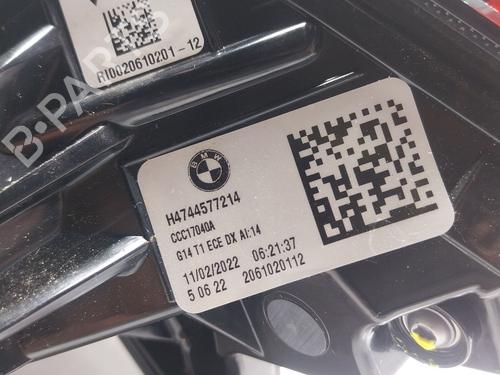 RI0020610201-12
B-PARTS
BMW
H4744577214
CCC17040A
G14 T1 ECE DX AI:14
11/02/2022 06:21:37
5 06 22 2061020112